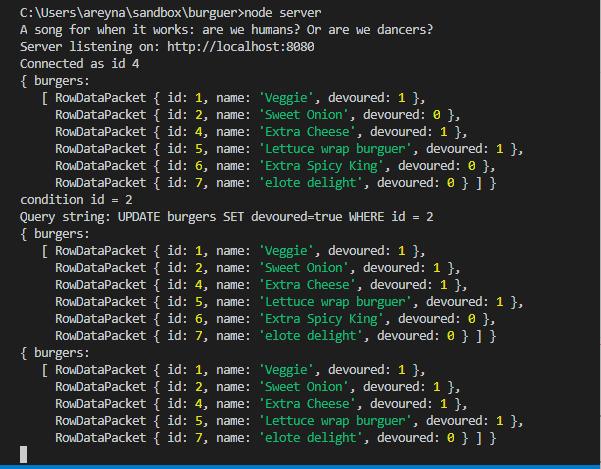 C:\Users\areyna\sandbox\burguer>node server
A song for when it works: are we humans? Or are we dancers?
Server listening on: http://localhost:8080
Connected as id 4
{ burgers:
   [ RowDataPacket { id: 1, name: 'Veggie', devoured: 1 },
     RowDataPacket { id: 2, name: 'Sweet Onion', devoured: 0 },
     RowDataPacket { id: 4, name: 'Extra Cheese', devoured: 1 },
     RowDataPacket { id: 5, name: 'Lettuce wrap burguer', devoured: 1 },
     RowDataPacket { id: 6, name: 'Extra Spicy King', devoured: 0 },
     RowDataPacket { id: 7, name: 'elote delight', devoured: 0 } ] }
condition id = 2
Query string: UPDATE burgers SET devoured=true WHERE id = 2
{ burgers:
   [ RowDataPacket { id: 1, name: 'Veggie', devoured: 1 },
     RowDataPacket { id: 2, name: 'Sweet Onion', devoured: 1 },
     RowDataPacket { id: 4, name: 'Extra Cheese', devoured: 1 },
     RowDataPacket { id: 5, name: 'Lettuce wrap burguer', devoured: 1 },
     RowDataPacket { id: 6, name: 'Extra Spicy King', devoured: 0 },
     RowDataPacket { id: 7, name: 'elote delight', devoured: 0 } ] }
{ burgers:
   [ RowDataPacket { id: 1, name: 'Veggie', devoured: 1 },
     RowDataPacket { id: 2, name: 'Sweet Onion', devoured: 1 },
     RowDataPacket { id: 4, name: 'Extra Cheese', devoured: 1 },
     RowDataPacket { id: 5, name: 'Lettuce wrap burguer', devoured: 1 },
     RowDataPacket { id: 7, name: 'elote delight', devoured: 0 } ] }